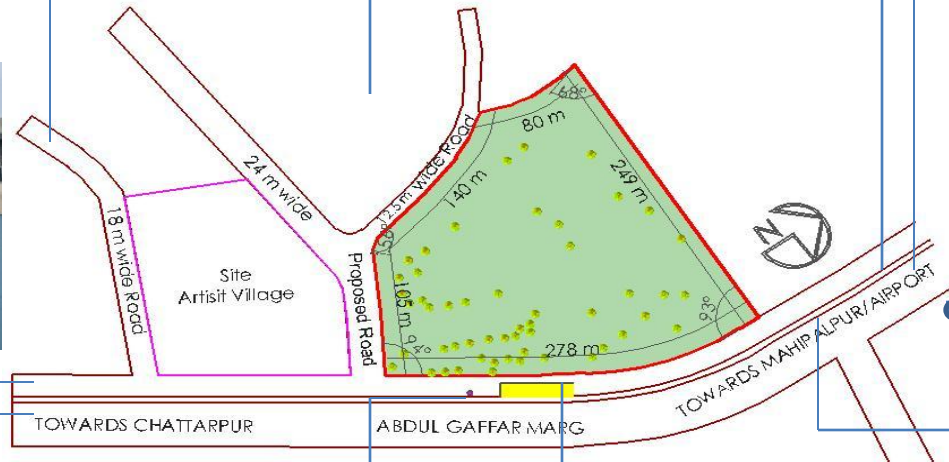 68°
80 m
249 m
140 m
12.5 m wide Road
24 m wide
18 m wide Road
N
156°
Site
Artisit Village
Proposed Road
105 m
93°
94°
278 m
TOWARDS MAHIPALPUR/AIRPORT
TOWARDS CHATTARPUR
ABDUL GAFFAR MARG